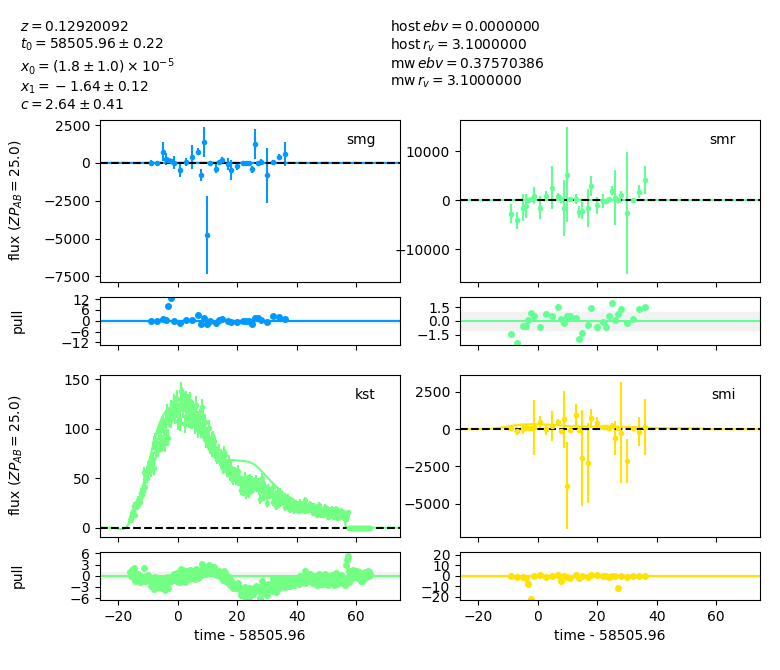 z = 0.12920092
t0 = 58505.96 ± 0.22
x0 = (1.8 ± 1.0) × 10^−5
x1 = −1.64 ± 0.12
c = 2.64 ± 0.41
host ebv = 0.0000000
host rv = 3.1000000
mw ebv = 0.37570386
mw rv = 3.1000000
flux (ZPAB = 25.0)
2500
0
−2500
−5000
−7500
smg
10000
0
−10000
smr
pull
12
6
0
−6
−12
1.5
0.0
−1.5
flux (ZPAB = 25.0)
150
100
50
0
kst
2500
0
−2500
−5000
smi
pull
6
3
0
−3
−6
20
10
0
−10
−20
−20 0 20 40 60
−20 0 20 40 60
time - 58505.96
time - 58505.96